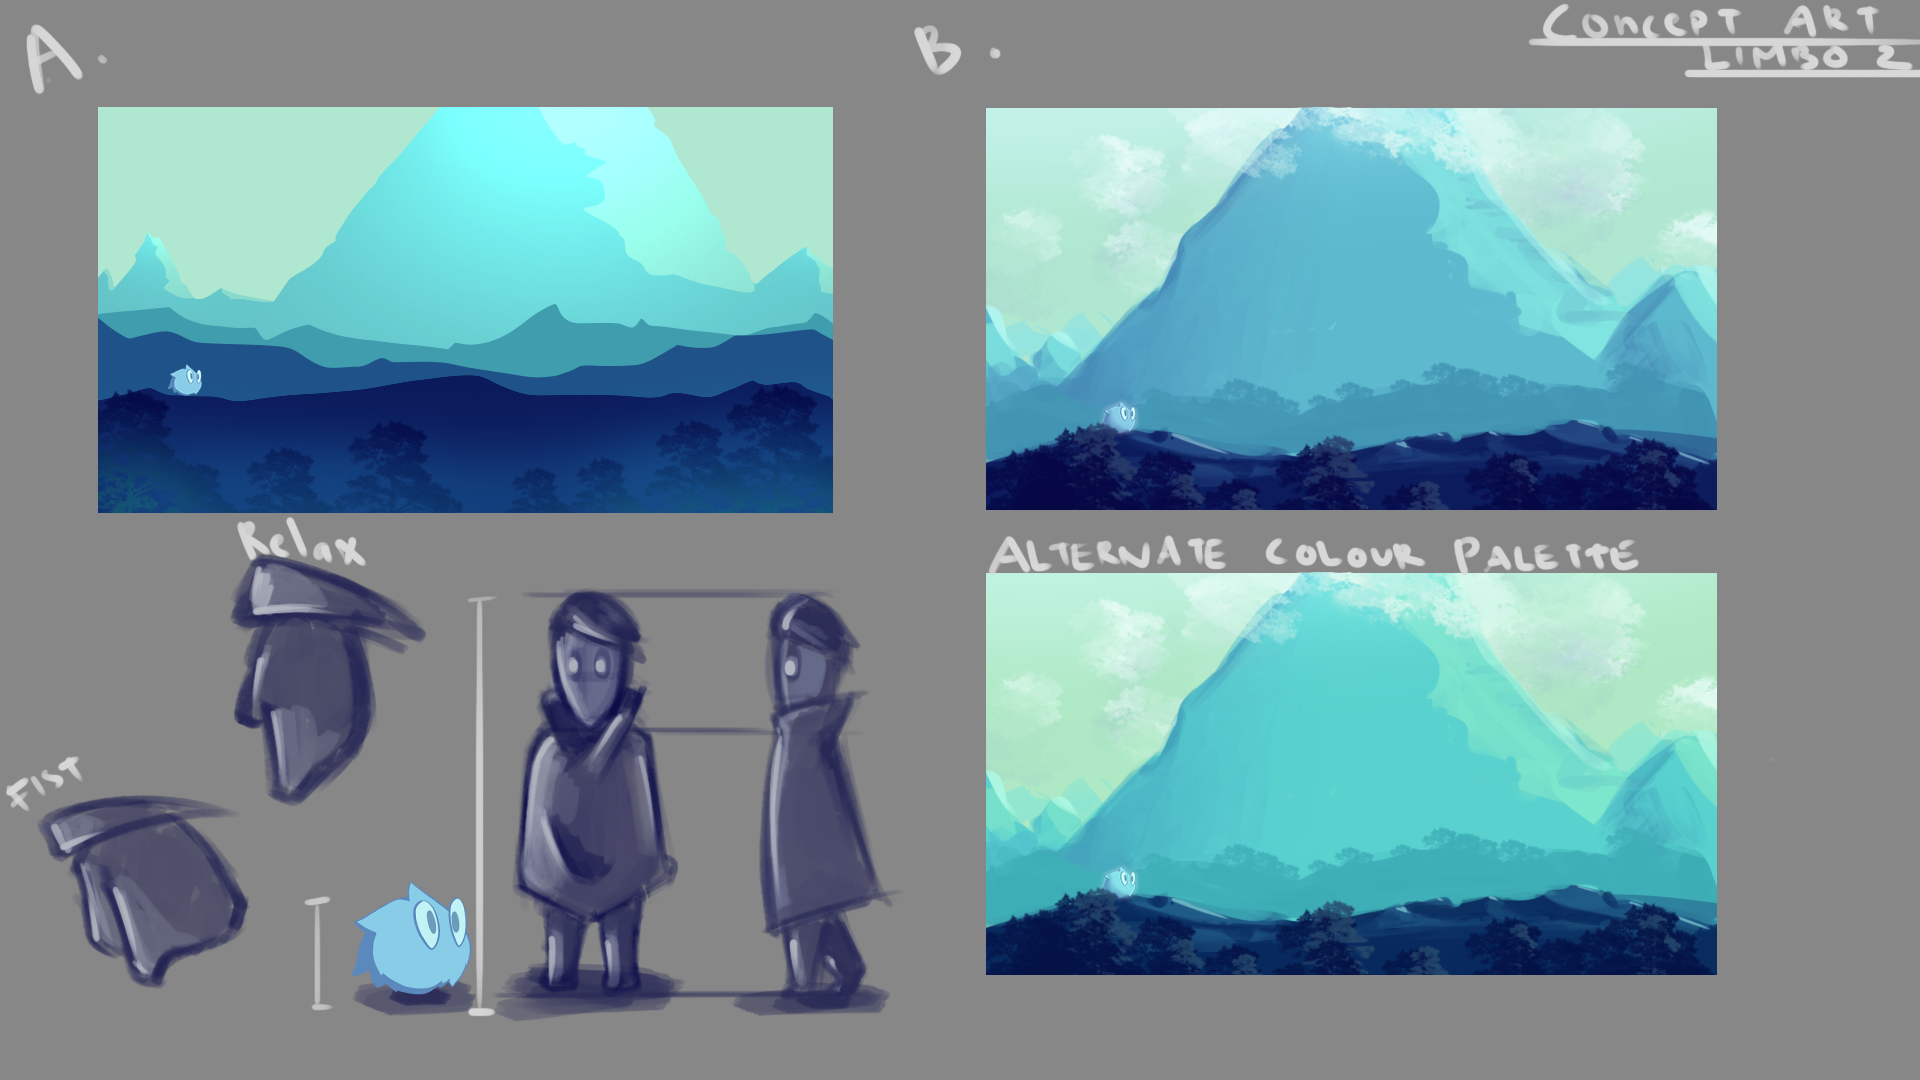 A.
B.
Concept ART
LIMBO 2
Relax
ALTERNATE COLOUR PALETTE
FIST